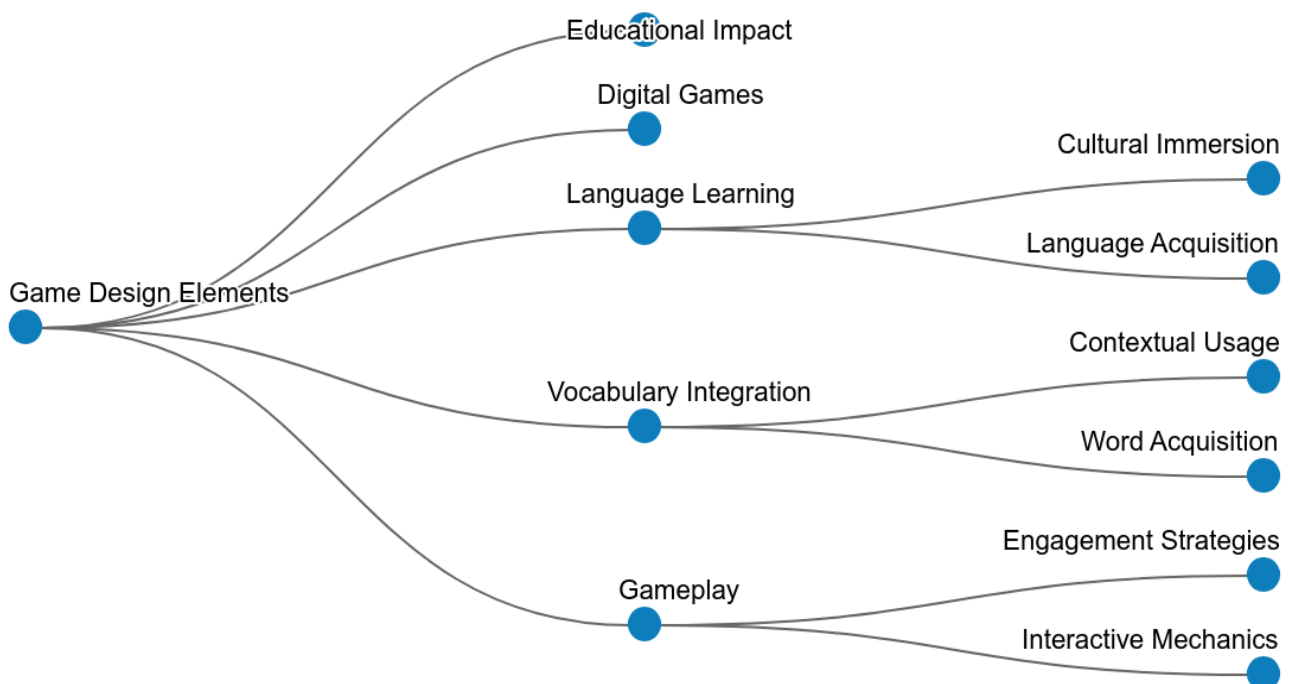 Educational Impact
Digital Games
Cultural Immersion
Language Learning
Language Acquisition
Game Design Elements
Contextual Usage
Vocabulary Integration
Word Acquisition
Engagement Strategies
Gameplay
Interactive Mechanics